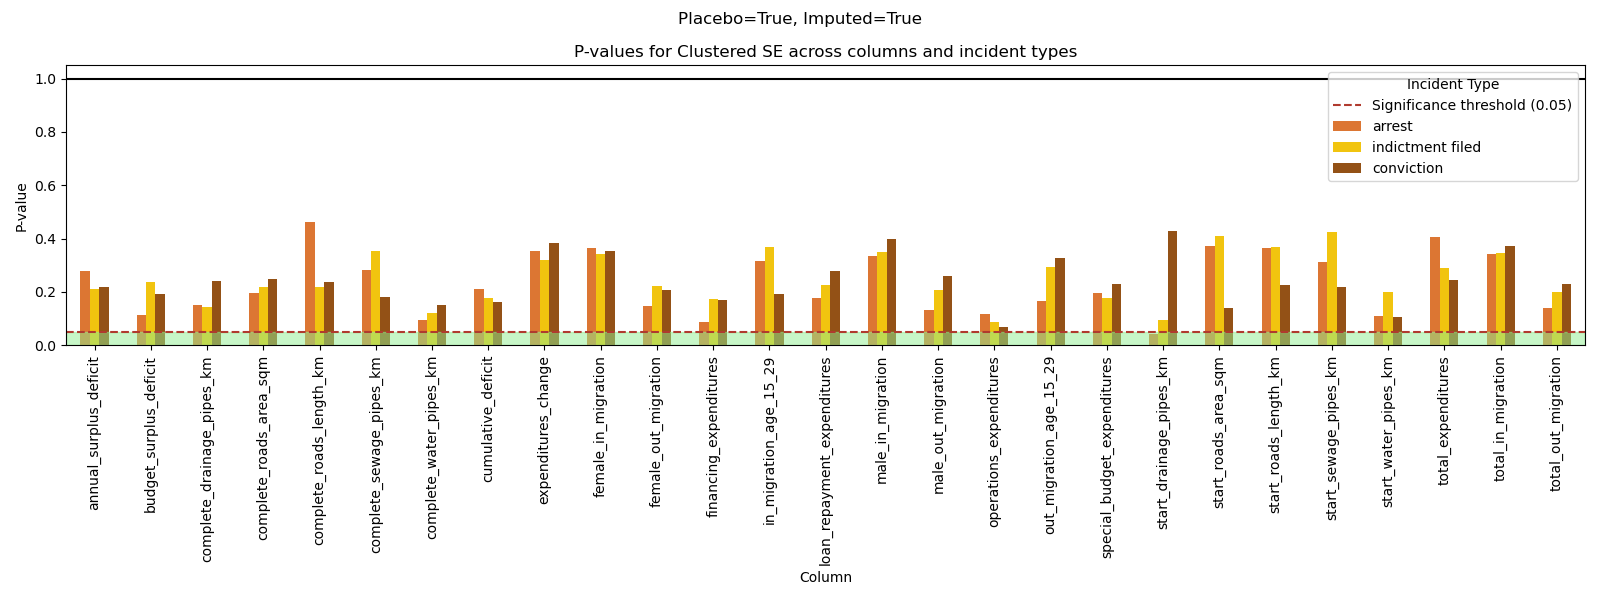 Placebo=True, Imputed=True
P-values for Clustered SE across columns and incident types
P-value
1.0
0.8
0.6
0.4
0.2
0.0
Incident Type
Significance threshold (0.05)
arrest
indictment filed
conviction
annual_surplus_deficit
budget_surplus_deficit
complete_drainage_pipes_km
complete_roads_area_sqm
complete_roads_length_km
complete_sewage_pipes_km
complete_water_pipes_km
cumulative_deficit
expenditures_change
female_in_migration
female_out_migration
financing_expenditures
in_migration_age_15_29
loan_repayment_expenditures
male_in_migration
male_out_migration
operations_expenditures
out_migration_age_15_29
special_budget_expenditures
start_drainage_pipes_km
start_roads_area_sqm
start_roads_length_km
start_sewage_pipes_km
start_water_pipes_km
total_expenditures
total_in_migration
total_out_migration
Column